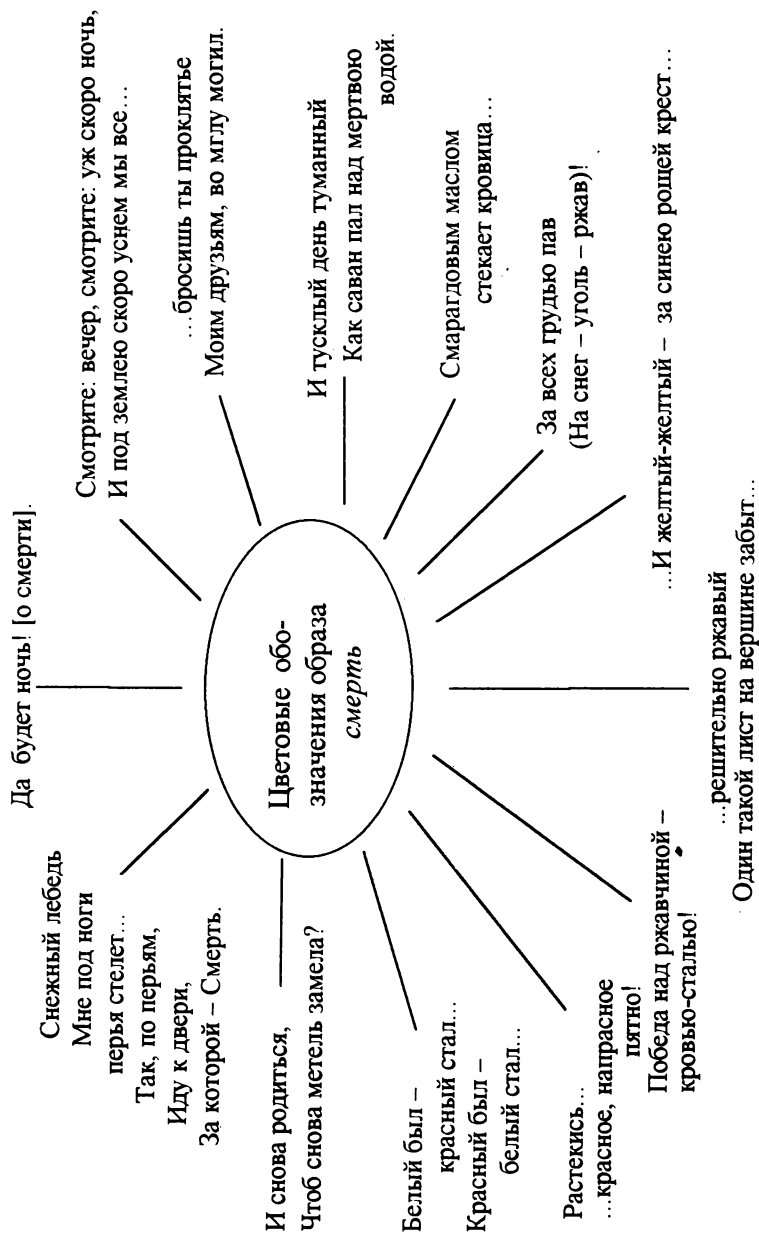 Да будет ночь! [о смерти].
Смотрите: вечер, смотрите: уж скоро ночь,
И под землею скоро уснем мы все…
…бросишь ты проклятье
Моим друзьям, во мглу могил.
И тусклый день туманный
Как саван пал над мертвою
водой.
Смарагдовым маслом
стекает кровица…
За всех грудью пав
(На снег – уголь – ржав)!
…И желтый-желтый – за синею рощей крест…
…решительно ржавый
Один такой лист на вершине забыт…
Победа над ржавчиной –
кровью-сталью!
Растекись…
…красное, напрасное
пятно!
Белый был –
красный стал…
Красный был –
белый стал…
И снова родиться,
Чтоб снова метель замела?
Снежный лебедь
Мне под ноги
перья стелет…
Так, по перьям,
Иду к двери,
За которой – Смерть.
Цветовые обо-
значения образа
смерть